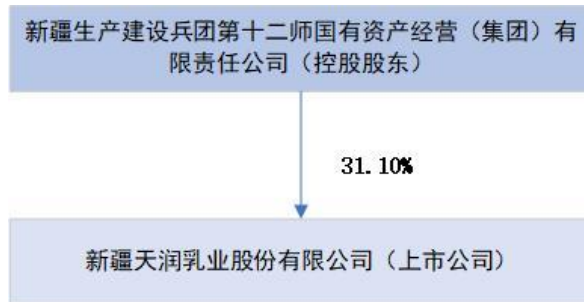 新疆生产建设兵团第十二师国有资产经营（集团）有
限责任公司（控股股东）
31.10%
新疆天润乳业股份有限公司（上市公司）